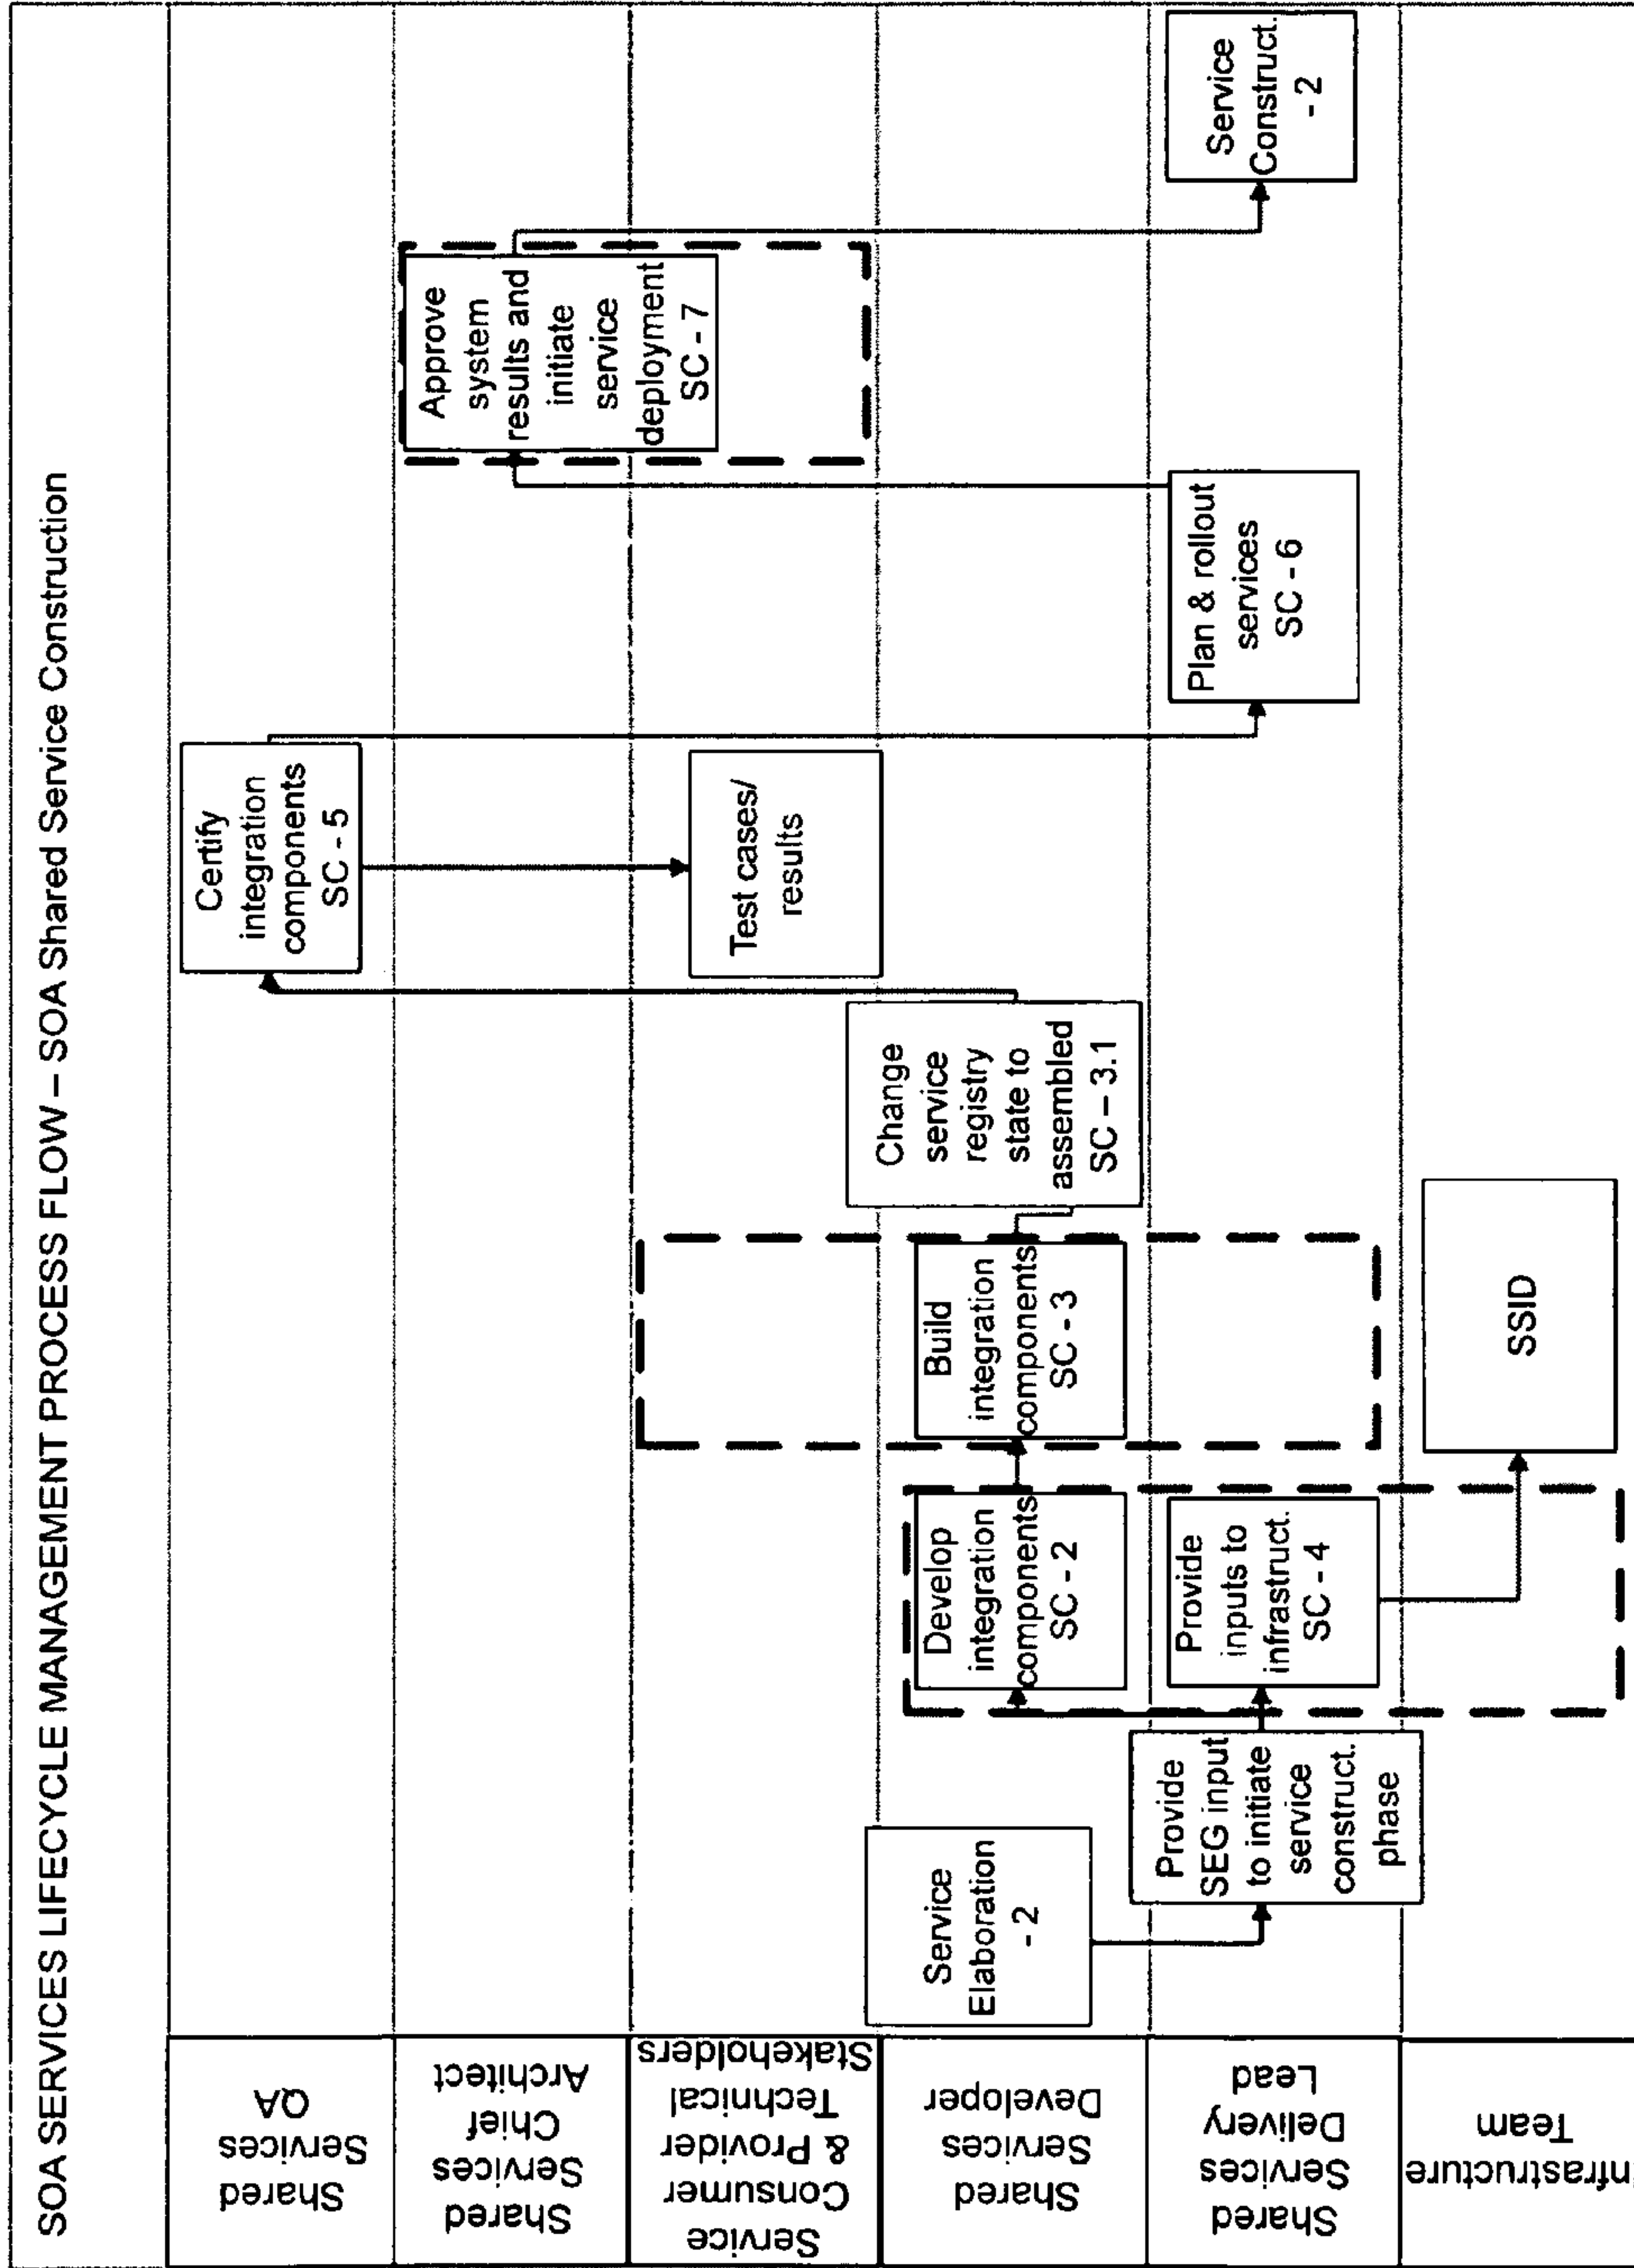 SOA SERVICES LIFECYCLE MANAGEMENT PROCESS FLOW – SOA Shared Service Construction
Shared
Services
QA
Certify
integration
components
SC - 5
Shared
Services
Chief
Architect
Approve
system
results and
initiate
service
deployment
SC - 7
Service
Consumer
& Provider
Technical
Stakeholders
Test cases/
results
Shared
Services
Developer
Service
Elaboration
- 2
Develop
integration
components
SC - 2
Build
integration
components
SC - 3
Change
service
registry
state to
assembled
SC – 3.1
Shared
Services
Delivery
Lead
Provide
SEG input
to initiate
service
construct.
phase
Provide
inputs to
infrastruct.
SC - 4
Plan & rollout
services
SC - 6
Service
Construct.
- 2
Infrastructure
Team
SSID